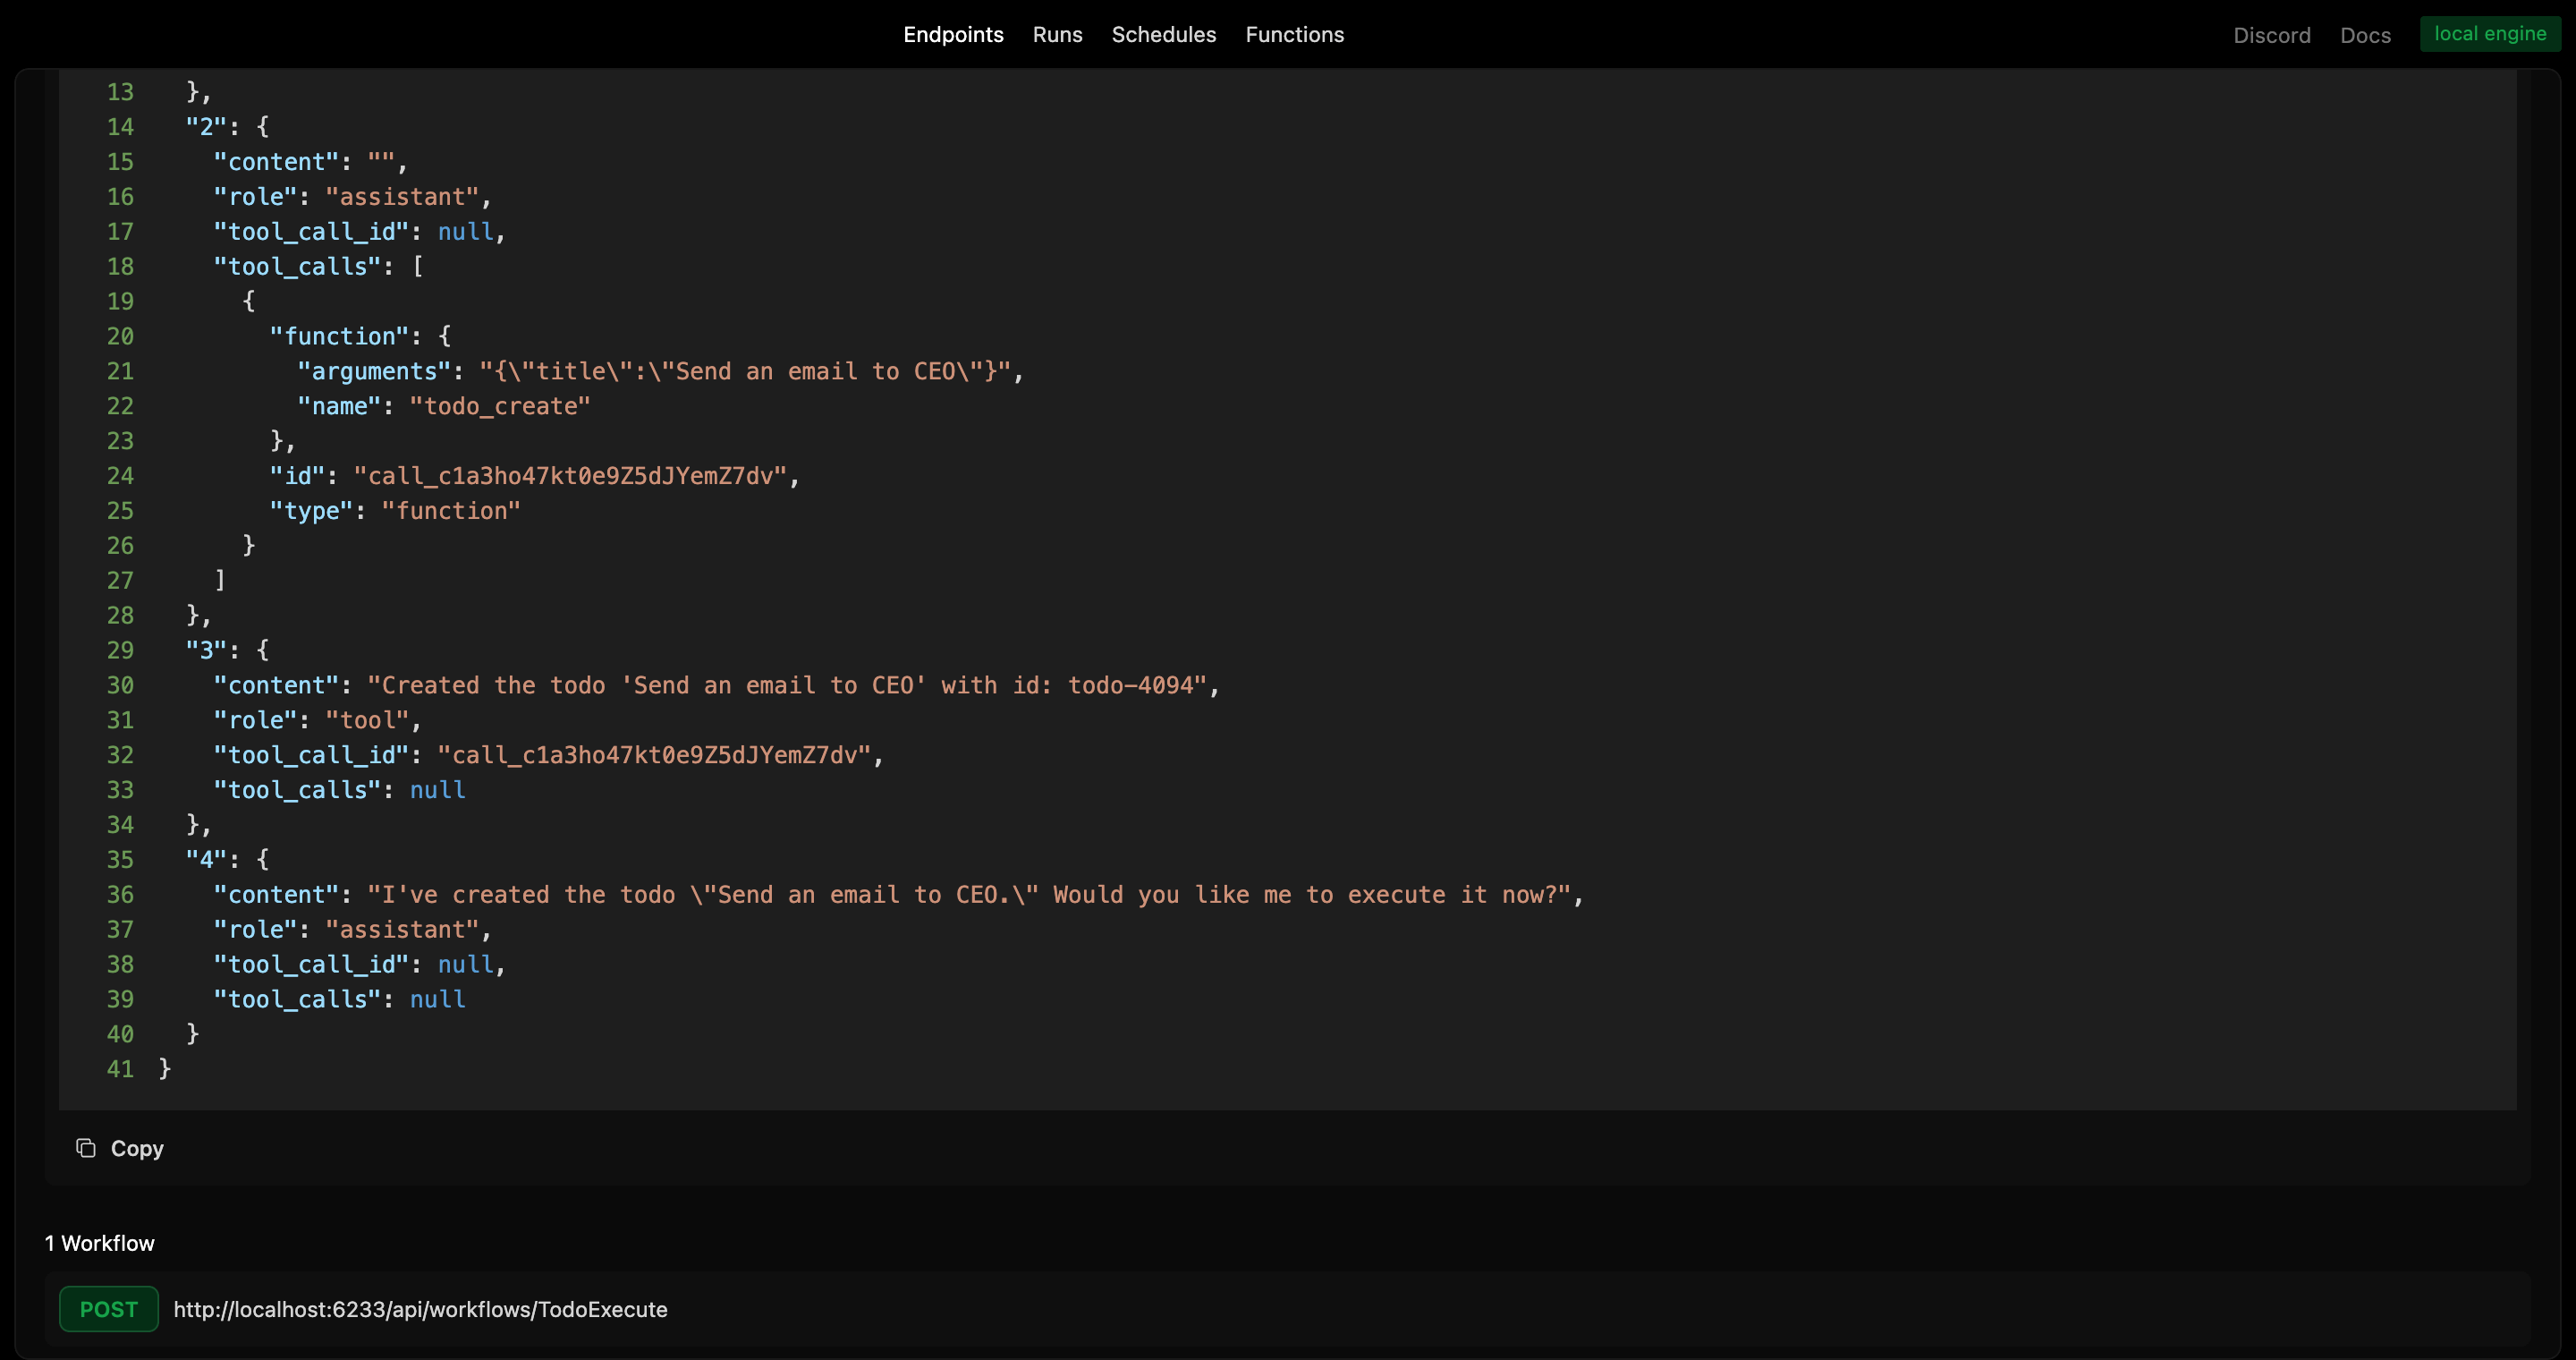 Endpoints Runs Schedules Functions Discord Docs local engine
13 },
14 "2": {
15 "content": "",
16 "role": "assistant",
17 "tool_call_id": null,
18 "tool_calls": [
19 {
20 "function": {
21 "arguments": "{\"title\":\"Send an email to CEO\"}",
22 "name": "todo_create"
23 },
24 "id": "call_c1a3ho47kt0e9Z5dJYemZ7dv",
25 "type": "function"
26 }
27 ]
28 },
29 "3": {
30 "content": "Created the todo 'Send an email to CEO' with id: todo-4094",
31 "role": "tool",
32 "tool_call_id": "call_c1a3ho47kt0e9Z5dJYemZ7dv",
33 "tool_calls": null
34 },
35 "4": {
36 "content": "I've created the todo \"Send an email to CEO.\" Would you like me to execute it now?",
37 "role": "assistant",
38 "tool_call_id": null,
39 "tool_calls": null
40 }
41 }
Copy
1 Workflow
POST http://localhost:6233/api/workflows/TodoExecute